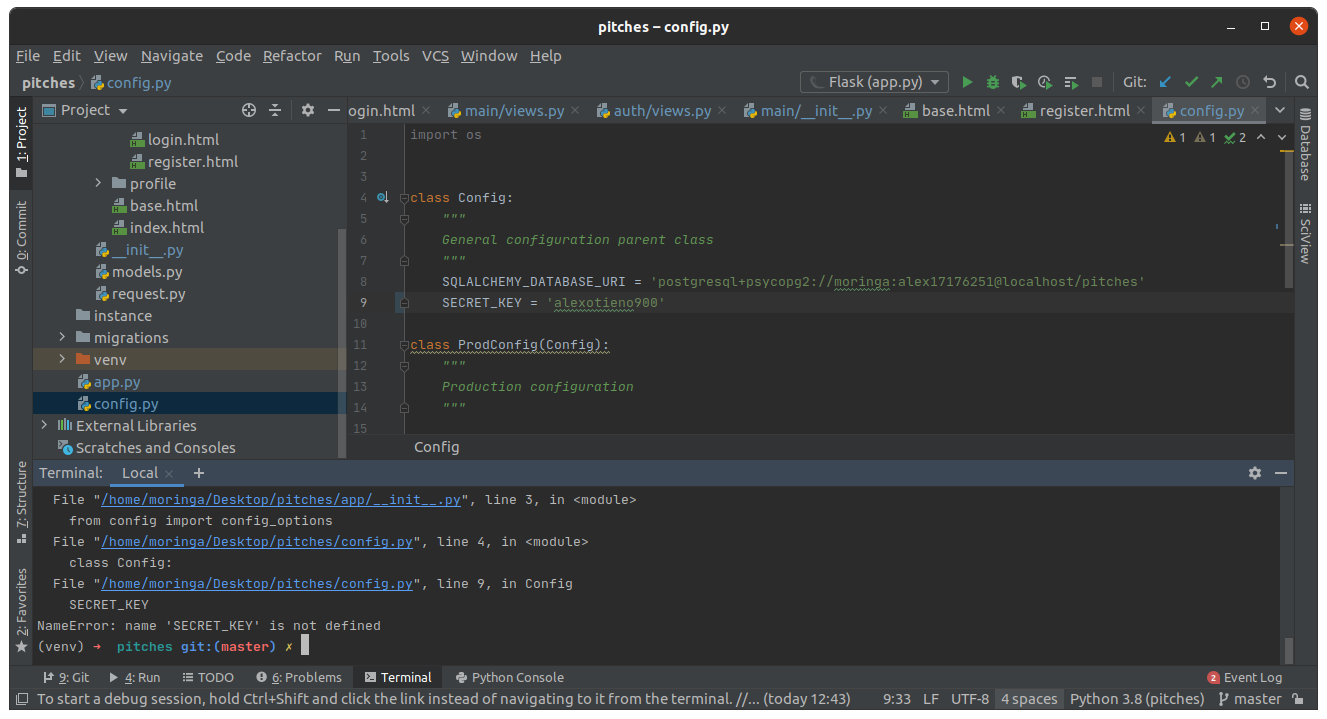 pitches – config.py
File Edit View Navigate Code Refactor Run Tools VCS Window Help
pitches config.py Flask (app.py) Git:
1: Project
0: Commit
7: Structure
2: Favorites
Project
login.html
register.html
profile
base.html
index.html
__init__.py
models.py
request.py
instance
migrations
venv
app.py
config.py
External Libraries
Scratches and Consoles
ogin.html main/views.py auth/views.py main/__init__.py base.html register.html config.py
1 1 2
1 import os
2
3
4 class Config:
5 """
6 General configuration parent class
7 """
8 SQLALCHEMY_DATABASE_URI = 'postgresql+psycopg2://moringa:alex17176251@localhost/pitches'
9 SECRET_KEY = 'alexotieno900'
10
11 class ProdConfig(Config):
12 """
13 Production configuration
14 """
15
Config
Database
SciView
Terminal: Local +
File "/home/moringa/Desktop/pitches/app/__init__.py", line 3, in <module>
from config import config_options
File "/home/moringa/Desktop/pitches/config.py", line 4, in <module>
class Config:
File "/home/moringa/Desktop/pitches/config.py", line 9, in Config
SECRET_KEY
NameError: name 'SECRET_KEY' is not defined
(venv) → pitches git:(master) ✗
9: Git 4: Run TODO 6: Problems Terminal Python Console 2 Event Log
To start a debug session, hold Ctrl+Shift and click the link instead of navigating to it from the terminal. //... (today 12:43) 9:33 LF UTF-8 4 spaces Python 3.8 (pitches) master